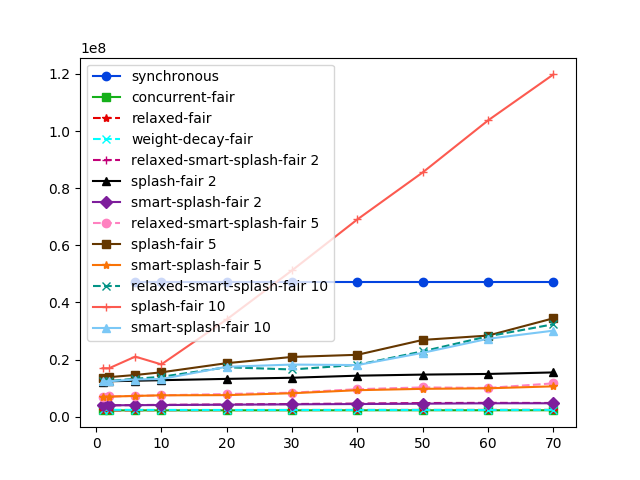 1e8
1.2
1.0
0.8
0.6
0.4
0.2
0.0
synchronous
concurrent-fair
relaxed-fair
weight-decay-fair
relaxed-smart-splash-fair 2
splash-fair 2
smart-splash-fair 2
relaxed-smart-splash-fair 5
splash-fair 5
smart-splash-fair 5
relaxed-smart-splash-fair 10
splash-fair 10
smart-splash-fair 10
0 10 20 30 40 50 60 70